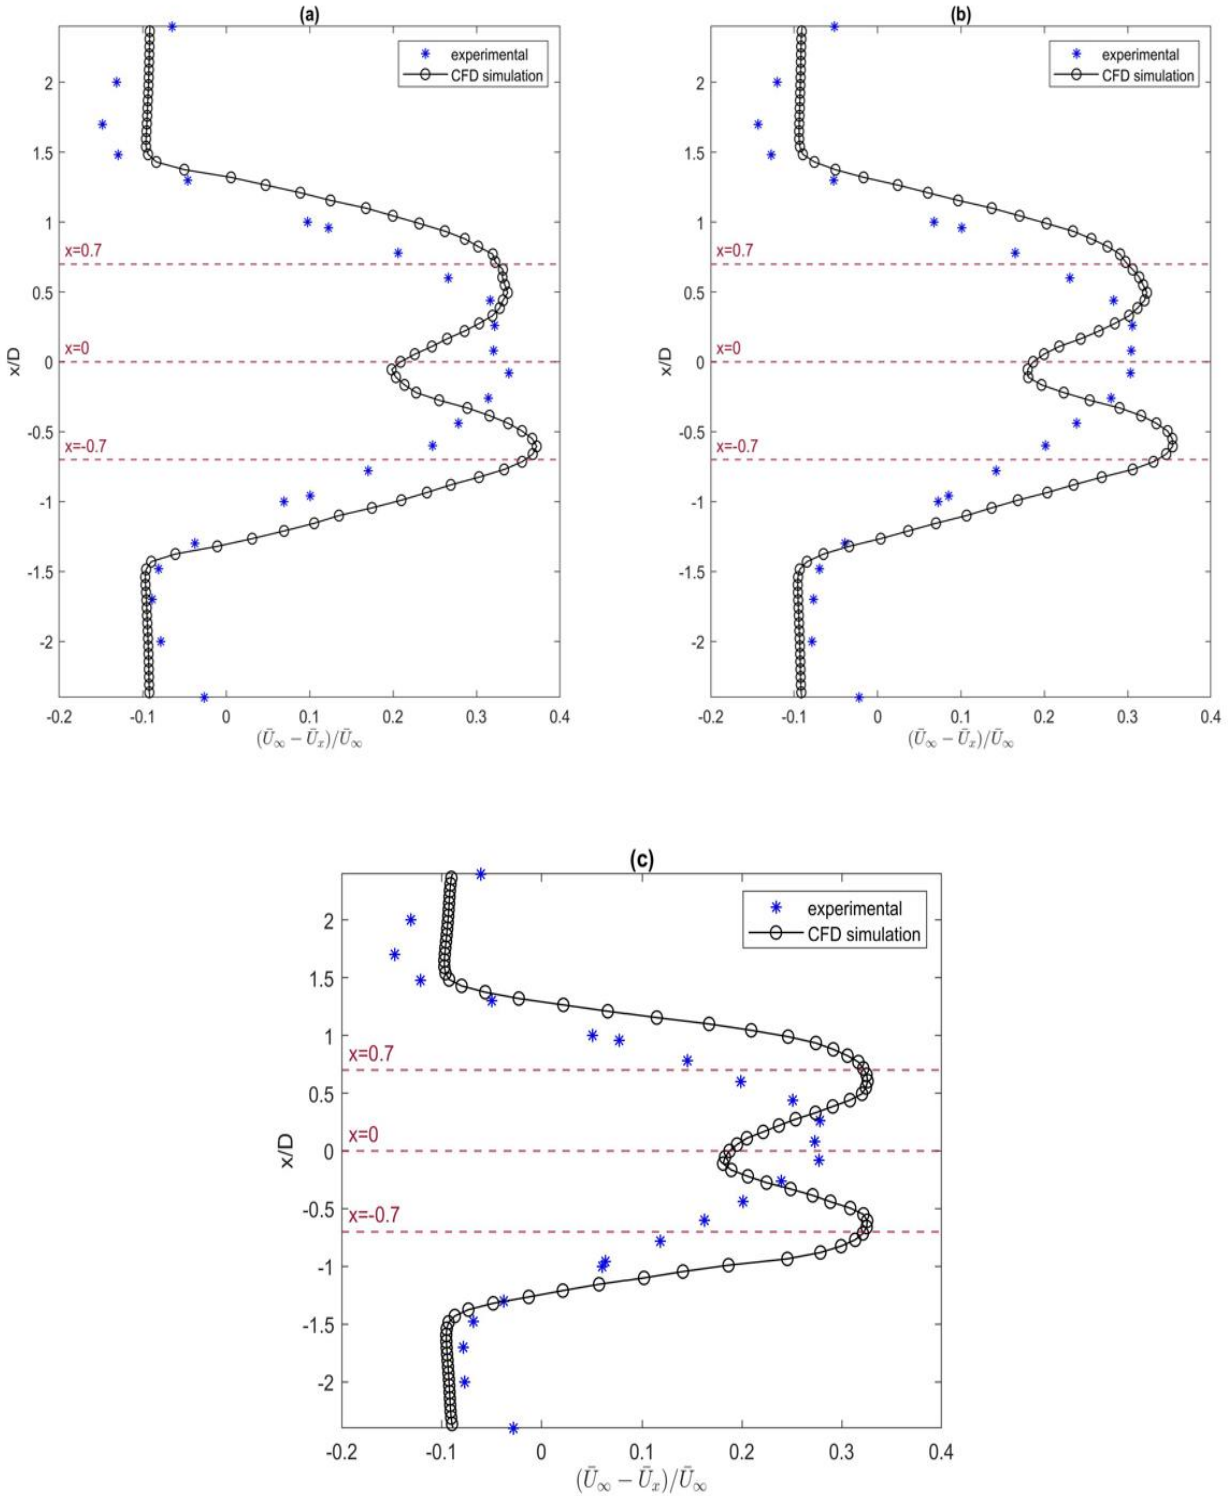 (a)
experimental
CFD simulation
2
1.5
1
0.5
0
-0.5
-1
-1.5
-2
x/D
x=0.7
x=0
x=-0.7
-0.2 -0.1 0 0.1 0.2 0.3 0.4
(Ū∞ − Ūx)/Ū∞
(b)
experimental
CFD simulation
2
1.5
1
0.5
0
-0.5
-1
-1.5
-2
x/D
x=0.7
x=0
x=-0.7
-0.2 -0.1 0 0.1 0.2 0.3 0.4
(Ū∞ − Ūx)/Ū∞
(c)
experimental
CFD simulation
2
1.5
1
0.5
0
-0.5
-1
-1.5
-2
x/D
x=0.7
x=0
x=-0.7
-0.2 -0.1 0 0.1 0.2 0.3 0.4
(Ū∞ − Ūx)/Ū∞